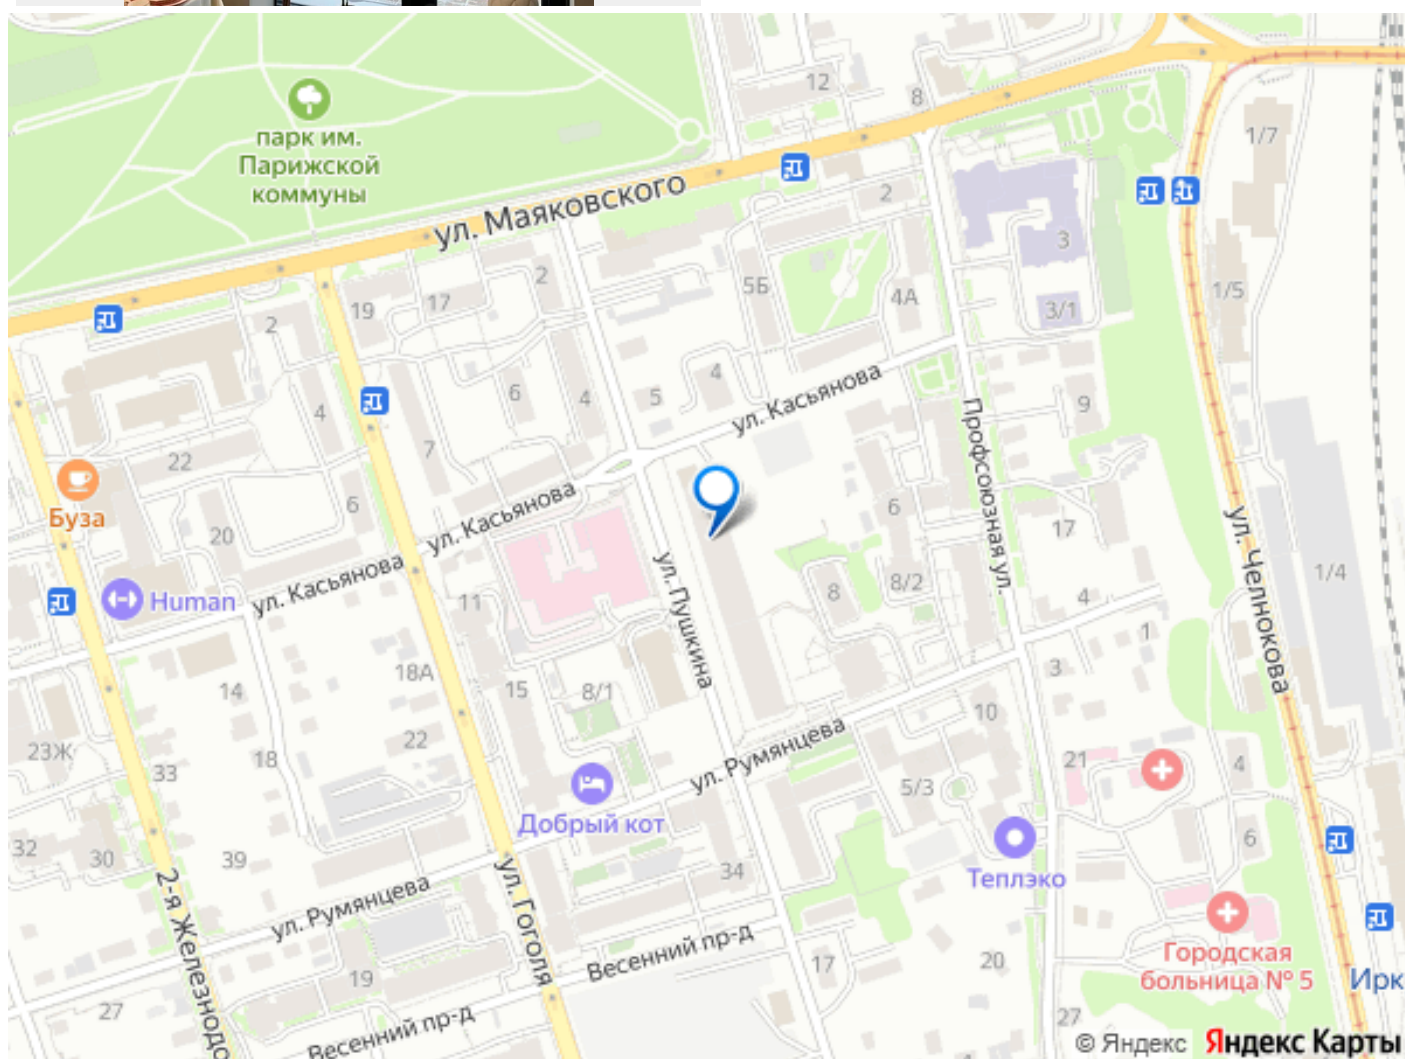 парк им.
Парижской
коммуны
12
8
1/7
ул. Маяковского
2
3
2
5Б
4А
1/5
3/1
19
17
2
6
4
5
4
ул. Касьянова
9
4
7
Профсоюзная ул.
22
Буза
6
20
ул. Касьянова
6
17
ул. Челнокова
Human
ул. Касьянова
11
ул. Пушкина
8
8/2
4
1/4
1
14
18А
15
8/1
3
10
23Ж
18
22
33
ул. Румянцева
21
4
5/3
Добрый кот
32
30
39
34
Теплэко
6
2-я Железнодо
ул. Румянцева
ул. Гоголя
Весенний пр-д
19
17
20
Городская
больница № 5
Ирк
27
Весенний пр-д
27
© Яндекс Яндекс Карты